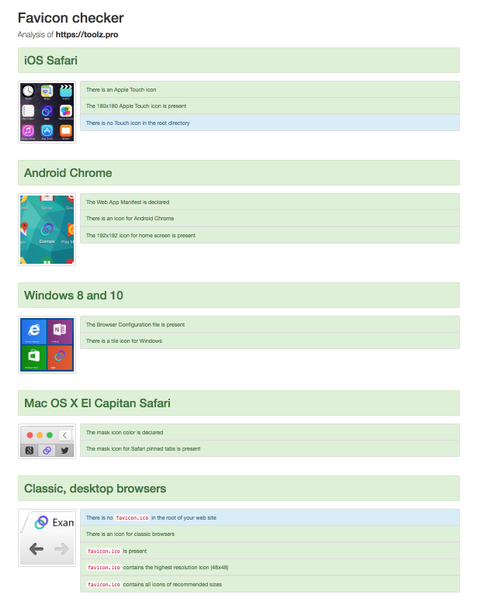 Favicon checker
Analysis of https://toolz.pro
iOS Safari
There is an Apple Touch icon
The 180x180 Apple Touch icon is present
There is no Touch icon in the root directory
Android Chrome
The Web App Manifest is declared
There is an icon for Android Chrome
The 192x192 icon for home screen is present
Example
Windows 8 and 10
The Browser Configuration file is present
There is a tile icon for Windows
Mac OS X El Capitan Safari
The mask icon color is declared
The mask icon for Safari pinned tabs is present
Classic, desktop browsers
Exam
There is no favicon.ico in the root of your web site
There is an icon for classic browsers
favicon.ico is present
favicon.ico contains the highest resolution icon (48x48)
favicon.ico contains all icons of recommended sizes